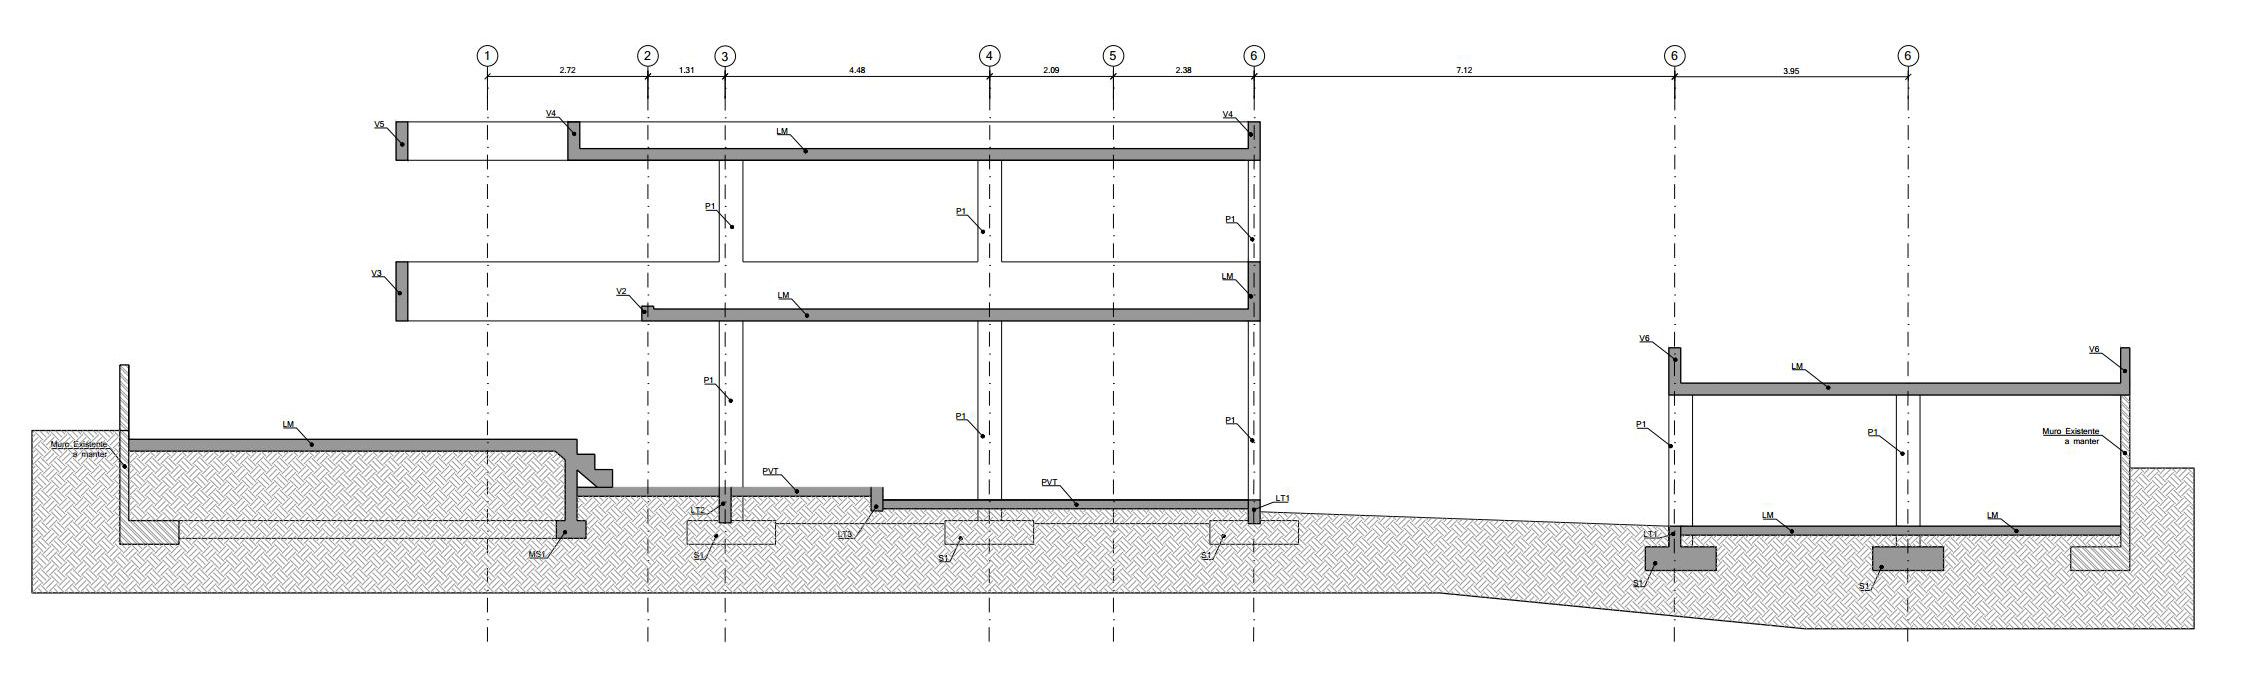 1 2 3 4 5 6 6 6
2.72 1.31 4.48 2.09 2.38 7.12 3.95
V5 V4 LM V4
P1 P1 P1
V3 V2 LM LM
V6 LM V6
P1 P1 P1
LM P1 P1
Muro Existente
a manter
Muro Existente
a manter
PVT PVT LT1
LT2 LT3 LM LM
LT1
MS1 S1 S1 S1
S1 S1